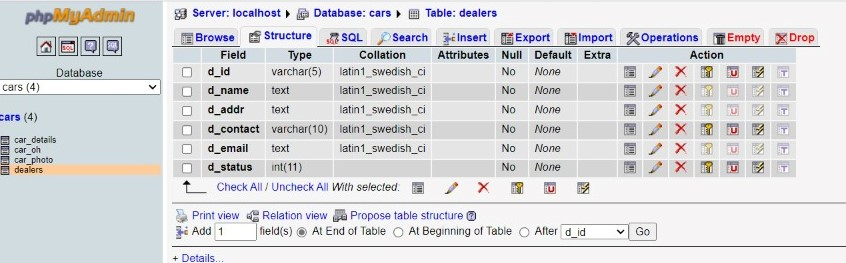 phpMyAdmin
SQL
Database
cars (4)
cars (4)
car_details
car_oh
car_photo
dealers
Server: localhost Database: cars Table: dealers
Browse Structure SQL Search Insert Export Import Operations Empty Drop
Field Type Collation Attributes Null Default Extra Action
d_id varchar(5) latin1_swedish_ci No None
d_name text latin1_swedish_ci No None
d_addr text latin1_swedish_ci No None
d_contact varchar(10) latin1_swedish_ci No None
d_email text latin1_swedish_ci No None
d_status int(11) No None
Check All / Uncheck All With selected:
Print view Relation view Propose table structure
Add 1 field(s) At End of Table At Beginning of Table After d_id Go
+ Details...